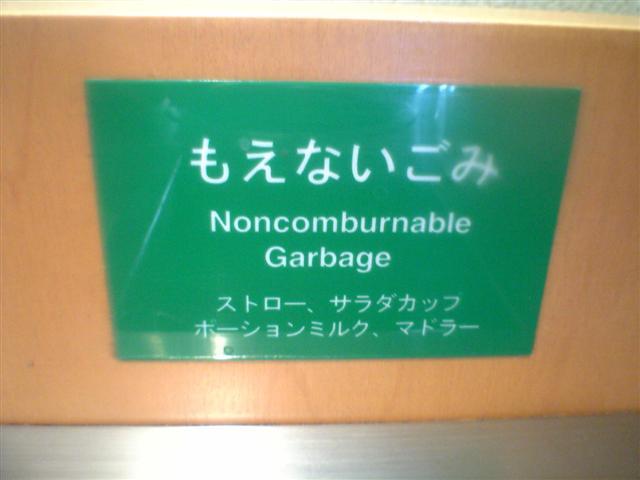 もえないごみ
Noncomburnable
Garbage
ストロー、サラダカップ
ポーションミルク、マドラー